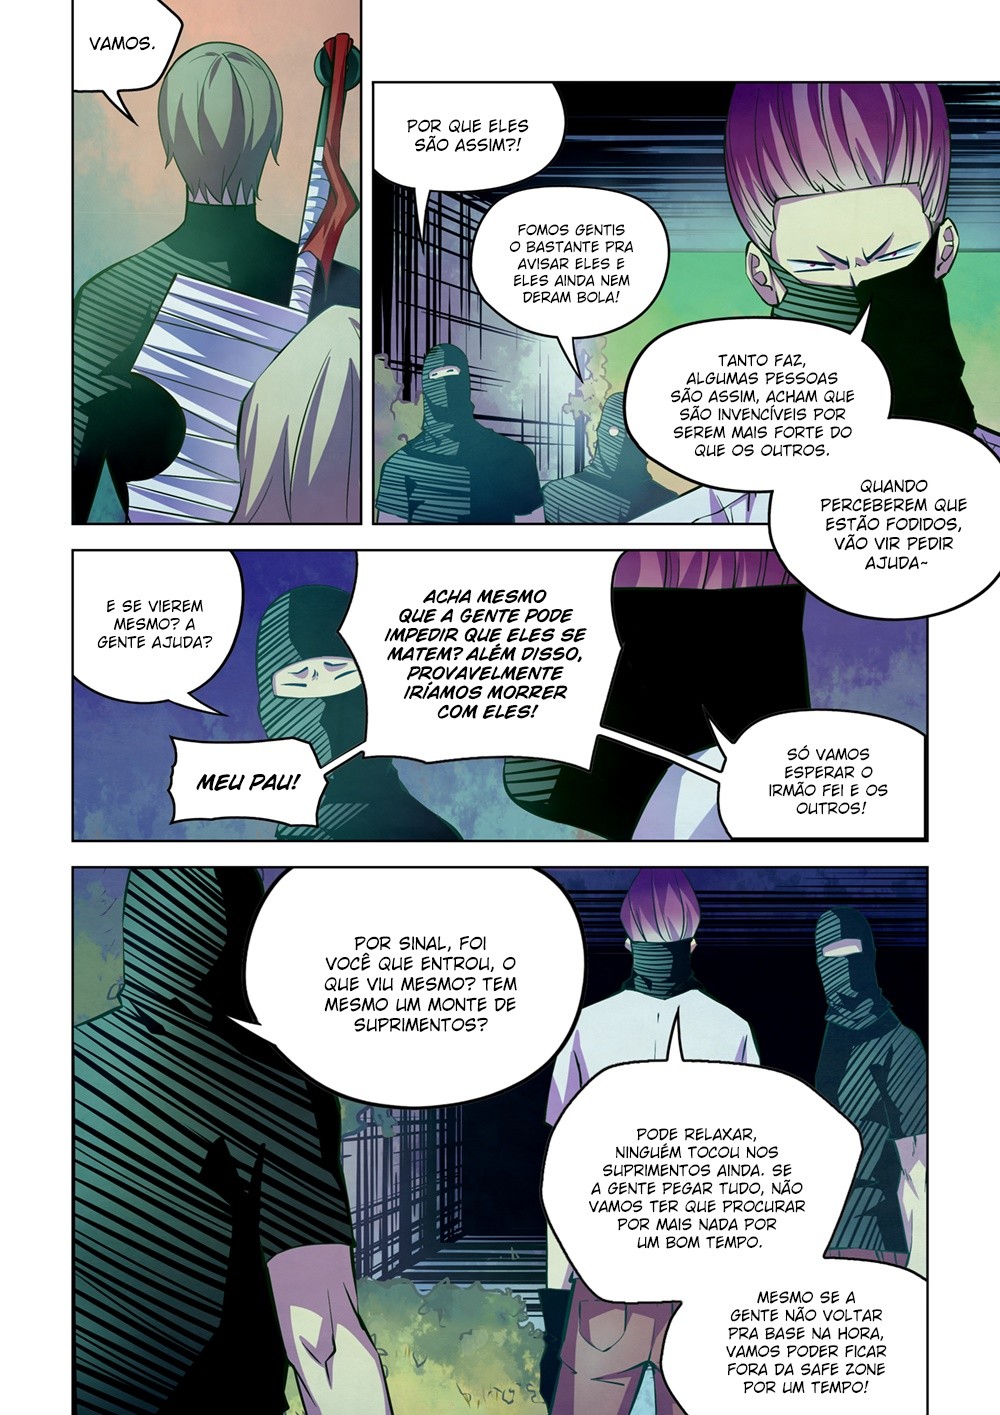 VAMOS.
POR QUE ELES
SÃO ASSIM?!
FOMOS GENTIS
O BASTANTE PRA
AVISAR ELES E
ELES AINDA NEM
DERAM BOLA!
TANTO FAZ,
ALGUMAS PESSOAS
SÃO ASSIM, ACHAM QUE
SÃO INVENCÍVEIS POR
SEREM MAIS FORTE DO
QUE OS OUTROS.
QUANDO
PERCEBEREM QUE
ESTÃO FODIDOS,
VÃO VIR PEDIR
AJUDA~
E SE VIEREM
MESMO? A
GENTE AJUDA?
MEU PAU!
ACHA MESMO
QUE A GENTE PODE
IMPEDIR QUE ELES SE
MATEM? ALÉM DISSO,
PROVAVELMENTE
IRÍAMOS MORRER
COM ELES!
SÓ VAMOS
ESPERAR O
IRMÃO FEI E OS
OUTROS!
POR SINAL, FOI
VOCÊ QUE ENTROU, O
QUE VIU MESMO? TEM
MESMO UM MONTE DE
SUPRIMENTOS?
PODE RELAXAR,
NINGUÉM TOCOU NOS
SUPRIMENTOS AINDA. SE
A GENTE PEGAR TUDO, NÃO
VAMOS TER QUE PROCURAR
POR MAIS NADA POR
UM BOM TEMPO.
MESMO SE A
GENTE NÃO VOLTAR
PRA BASE NA HORA,
VAMOS PODER FICAR
FORA DA SAFE ZONE
POR UM TEMPO!